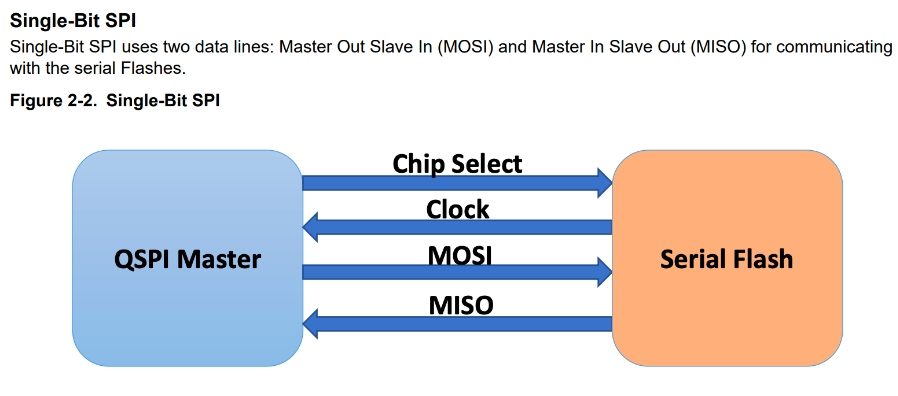 Single-Bit SPI
Single-Bit SPI uses two data lines: Master Out Slave In (MOSI) and Master In Slave Out (MISO) for communicating
with the serial Flashes.
Figure 2-2. Single-Bit SPI
Chip Select
Clock
QSPI Master
MOSI
Serial Flash
MISO